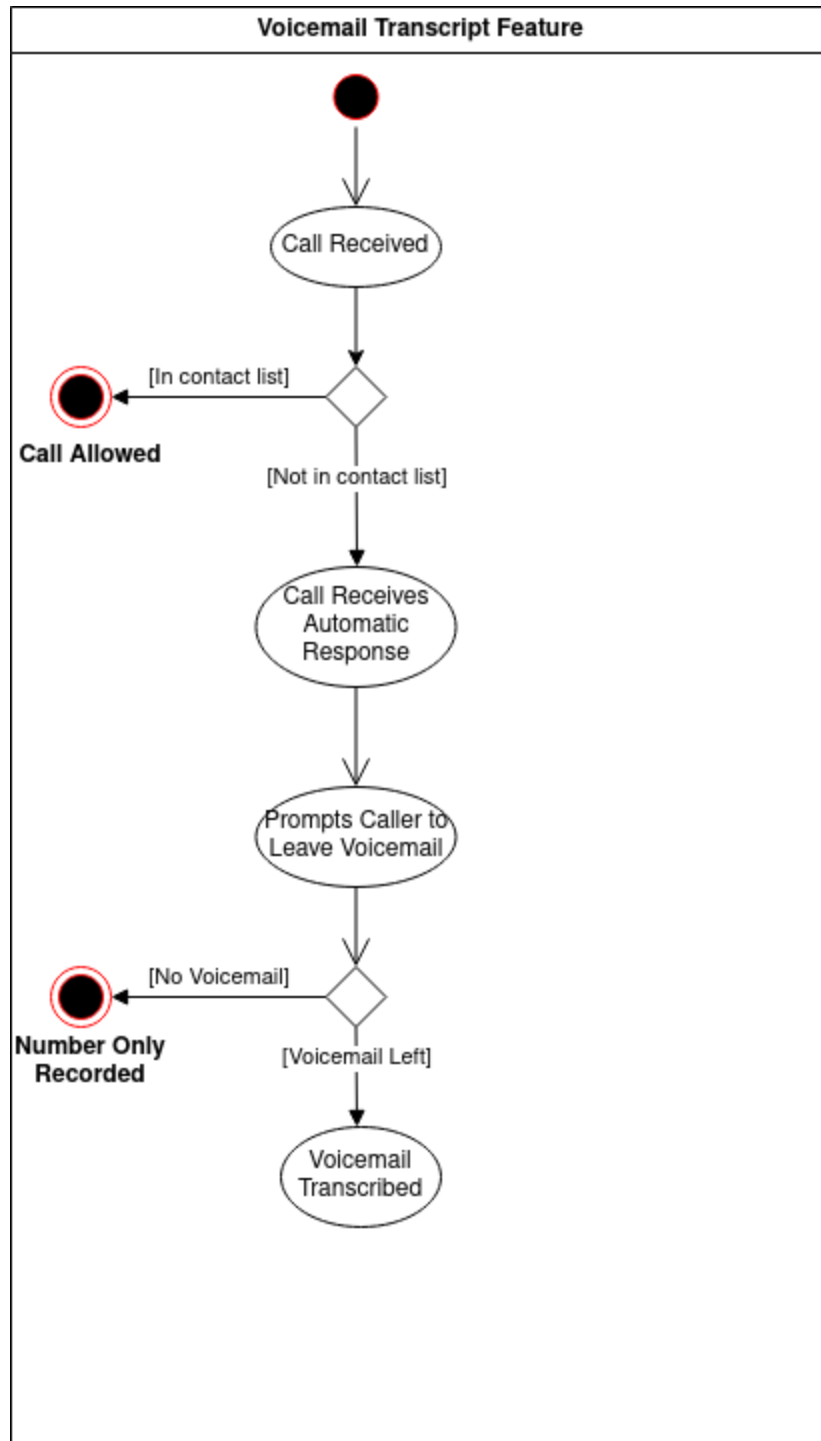 Voicemail Transcript Feature
Call Received
[In contact list]
Call Allowed
[Not in contact list]
Call Receives
Automatic
Response
Prompts Caller to
Leave Voicemail
[No Voicemail]
Number Only
Recorded
[Voicemail Left]
Voicemail
Transcribed